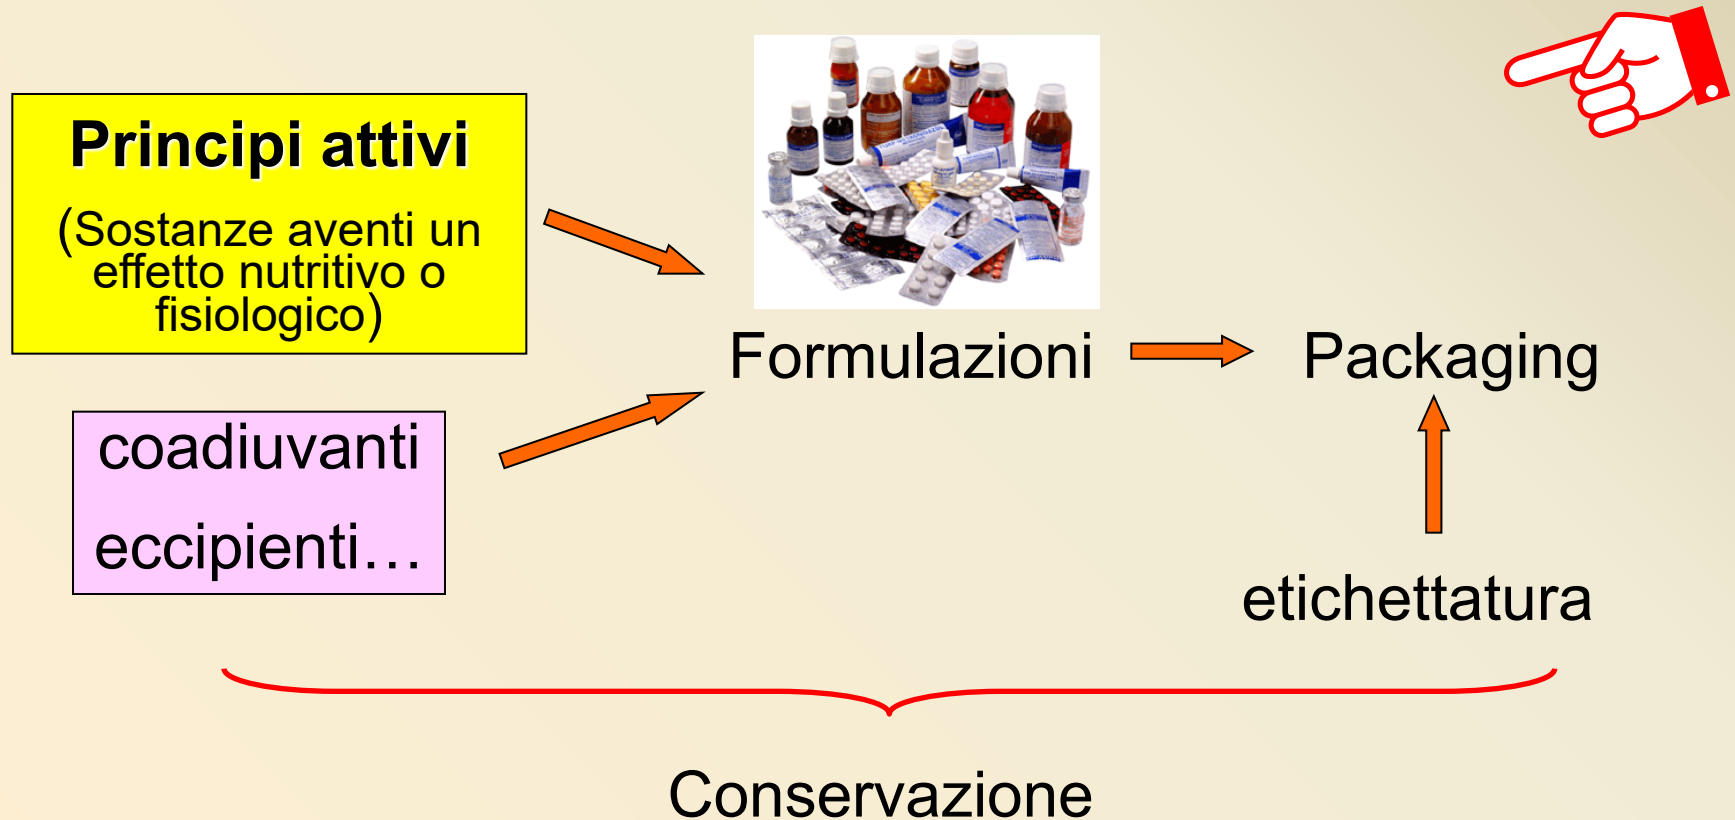 Principi attivi
(Sostanze aventi un
effetto nutritivo o
fisiologico)
coadiuvanti
eccipienti…
Formulazioni
Packaging
etichettatura
Conservazione